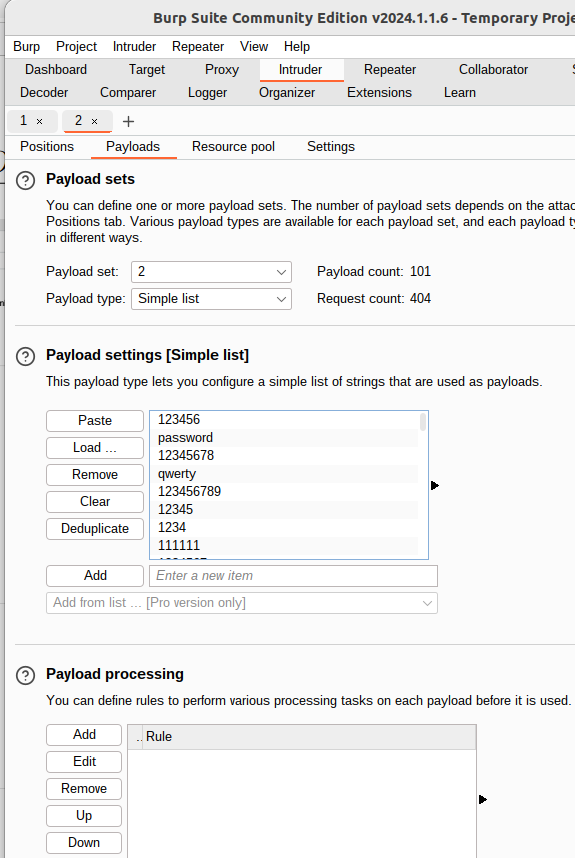 Burp Suite Community Edition v2024.1.1.6 - Temporary Proje
Burp Project Intruder Repeater View Help
Dashboard Target Proxy Intruder Repeater Collaborator
Decoder Comparer Logger Organizer Extensions Learn
1 × 2 × +
Positions Payloads Resource pool Settings
? Payload sets
You can define one or more payload sets. The number of payload sets depends on the attac
Positions tab. Various payload types are available for each payload set, and each payload ty
in different ways.
Payload set: 2 Payload count: 101
Payload type: Simple list Request count: 404
? Payload settings [Simple list]
This payload type lets you configure a simple list of strings that are used as payloads.
Paste
Load ...
Remove
Clear
Deduplicate
123456
password
12345678
qwerty
123456789
12345
1234
111111
Add Enter a new item
Add from list ... [Pro version only]
? Payload processing
You can define rules to perform various processing tasks on each payload before it is used.
Add
Edit
Remove
Up
Down
.. Rule